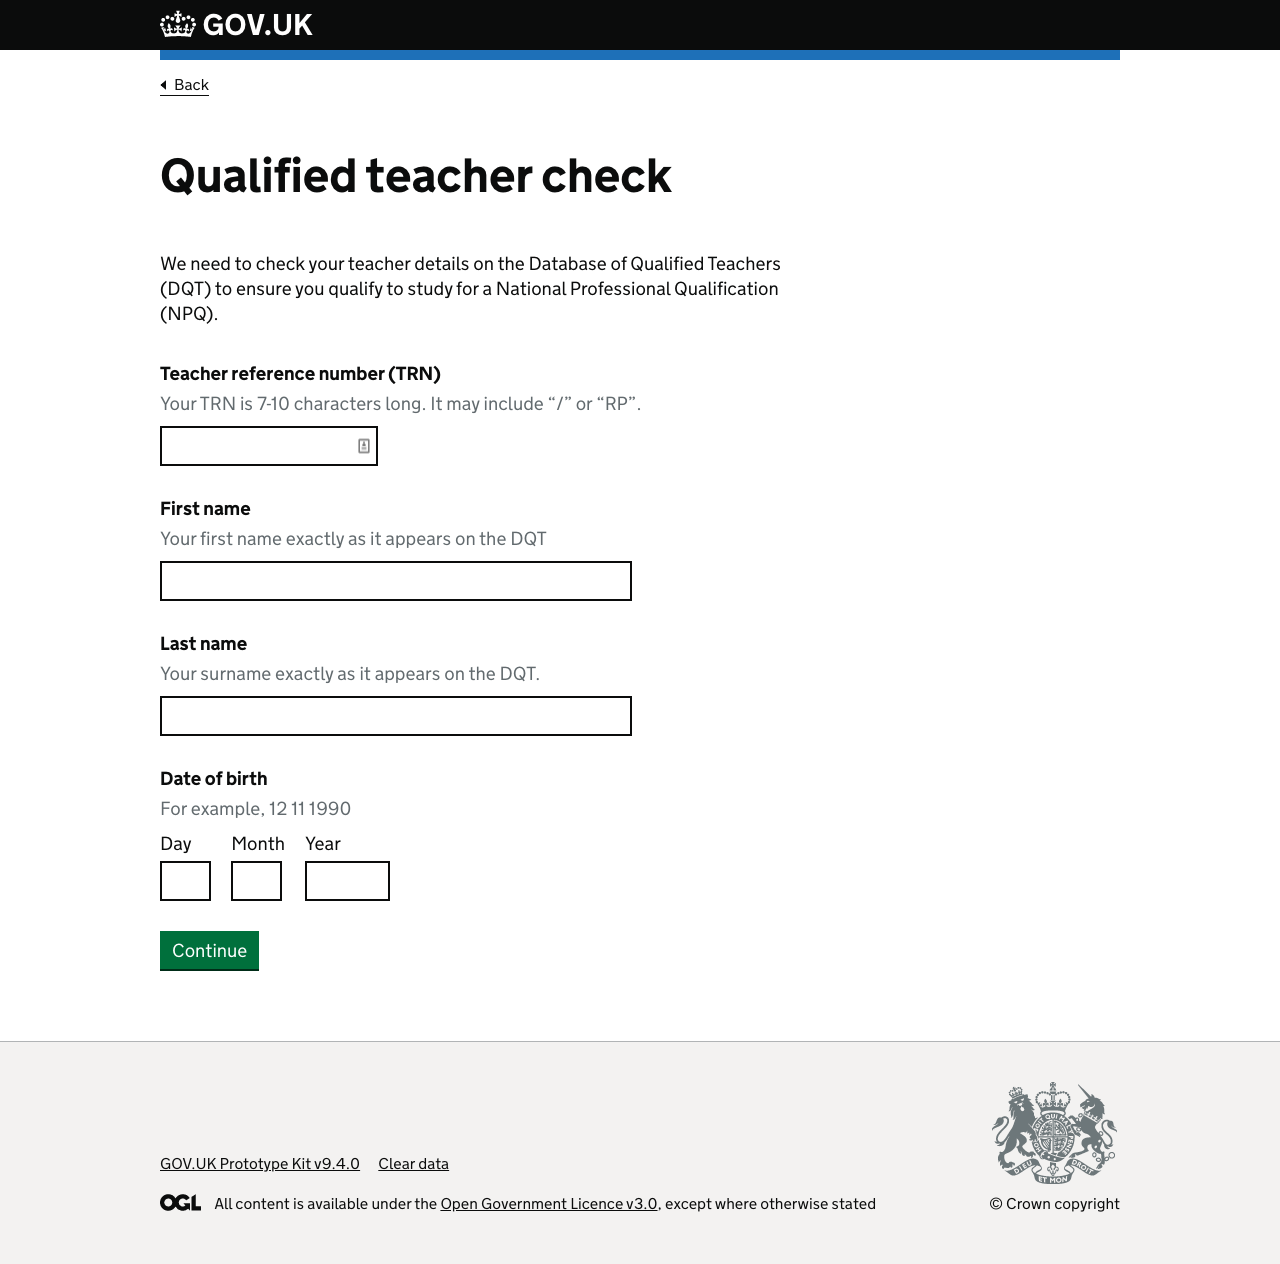 GOV.UK
Back
Qualified teacher check
We need to check your teacher details on the Database of Qualified Teachers
(DQT) to ensure you qualify to study for a National Professional Qualification
(NPQ).
Teacher reference number (TRN)
Your TRN is 7-10 characters long. It may include “/” or “RP”.
First name
Your first name exactly as it appears on the DQT
Last name
Your surname exactly as it appears on the DQT.
Date of birth
For example, 12 11 1990
Day Month Year
Continue
GOV.UK Prototype Kit v9.4.0 Clear data
OGL All content is available under the Open Government Licence v3.0, except where otherwise stated
DIEU ET MON DROIT
© Crown copyright